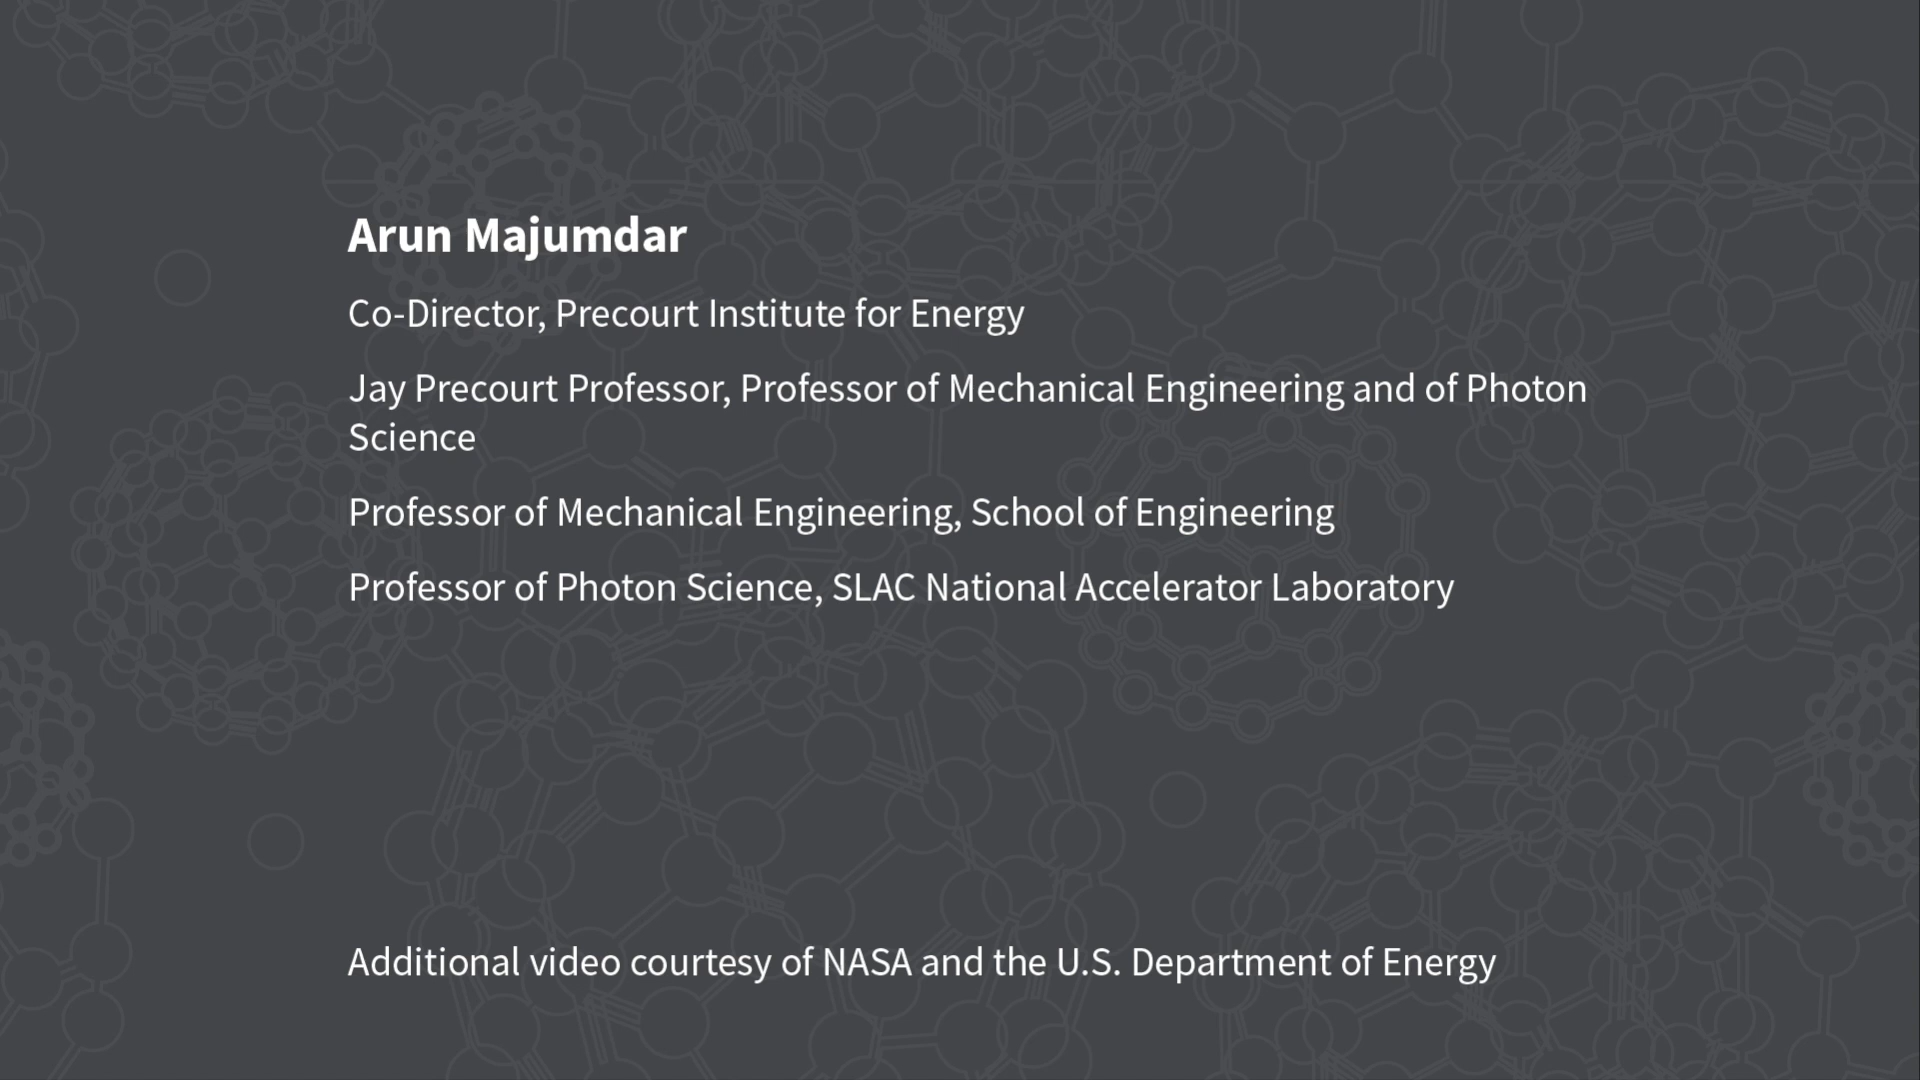 Arun Majumdar
Co-Director, Precourt Institute for Energy
Jay Precourt Professor, Professor of Mechanical Engineering and of Photon
Science
Professor of Mechanical Engineering, School of Engineering
Professor of Photon Science, SLAC National Accelerator Laboratory
Additional video courtesy of NASA and the U.S. Department of Energy